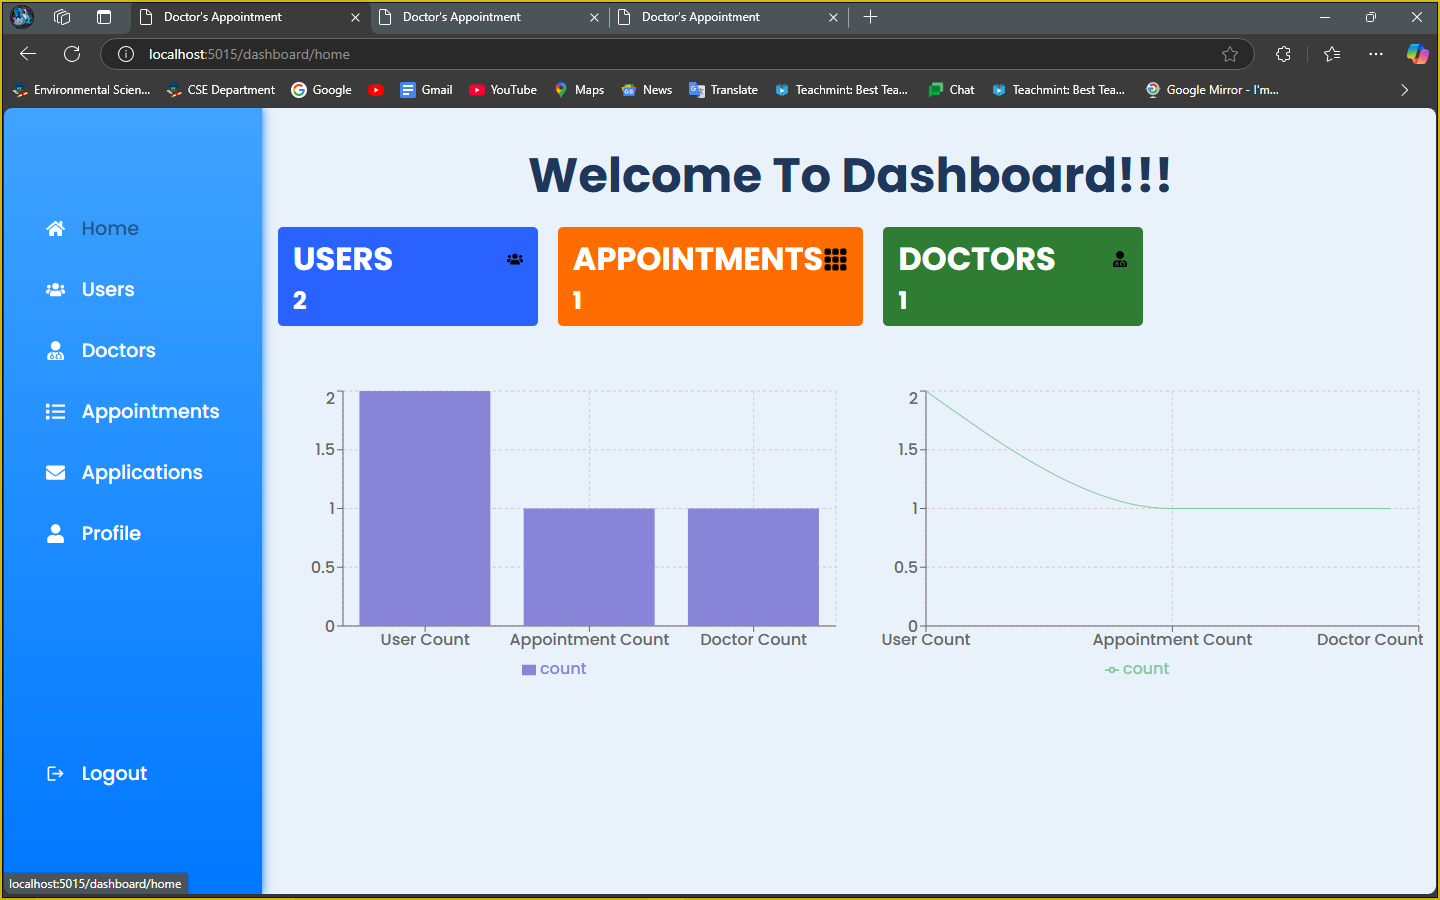 Doctor's Appointment
Doctor's Appointment
Doctor's Appointment
localhost:5015/dashboard/home
Environmental Scien...
CSE Department
Google
Gmail
YouTube
Maps
News
Translate
Teachmint: Best Tea...
Chat
Teachmint: Best Tea...
Google Mirror - I'm...
Home
Users
Doctors
Appointments
Applications
Profile
Logout
Welcome To Dashboard!!!
USERS
2
APPOINTMENTS
1
DOCTORS
1
2
1.5
1
0.5
0
User Count
Appointment Count
Doctor Count
count
2
1.5
1
0.5
0
User Count
Appointment Count
Doctor Count
count
localhost:5015/dashboard/home